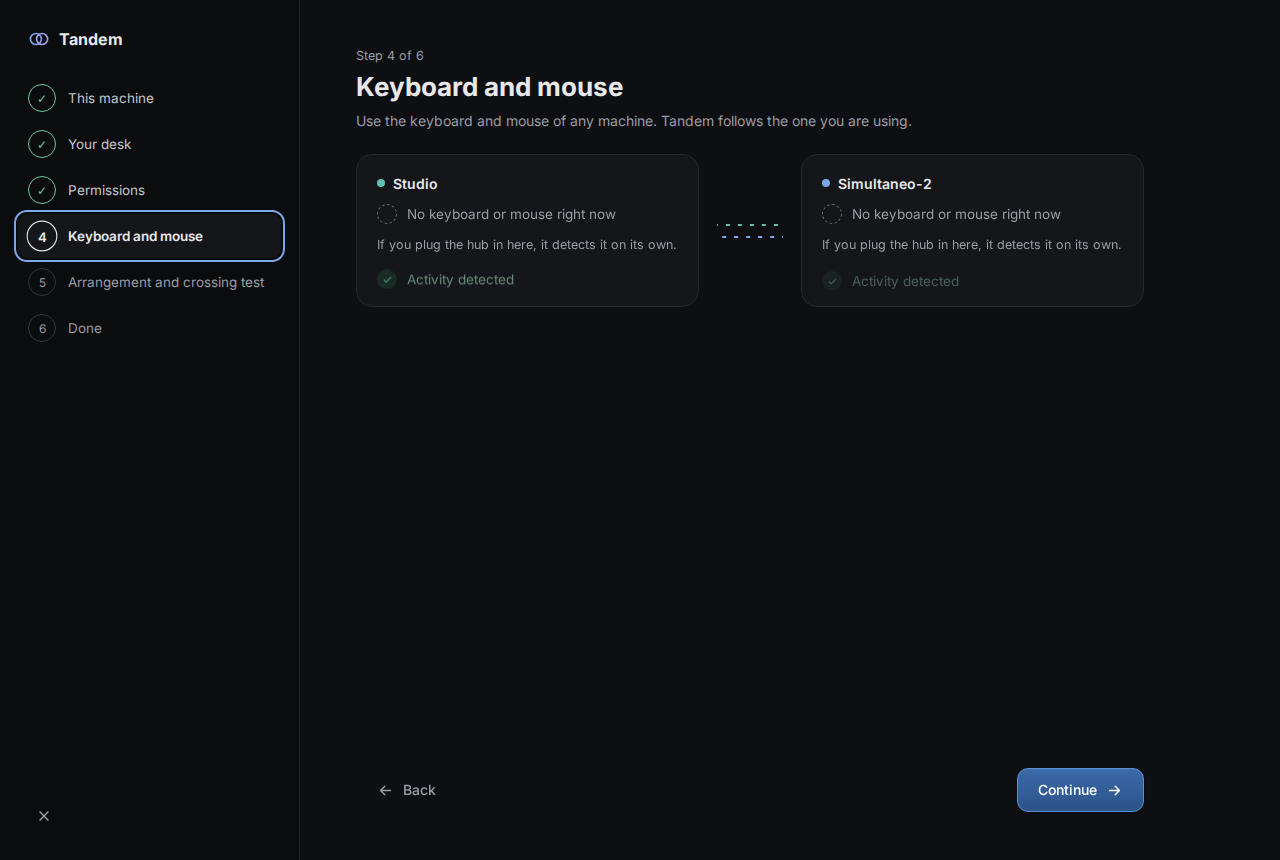 Tandem
✓ This machine
✓ Your desk
✓ Permissions
4 Keyboard and mouse
5 Arrangement and crossing test
6 Done
Step 4 of 6
Keyboard and mouse
Use the keyboard and mouse of any machine. Tandem follows the one you are using.
Studio
No keyboard or mouse right now
If you plug the hub in here, it detects it on its own.
Activity detected
Simultaneo-2
No keyboard or mouse right now
If you plug the hub in here, it detects it on its own.
Activity detected
← Back
Continue →